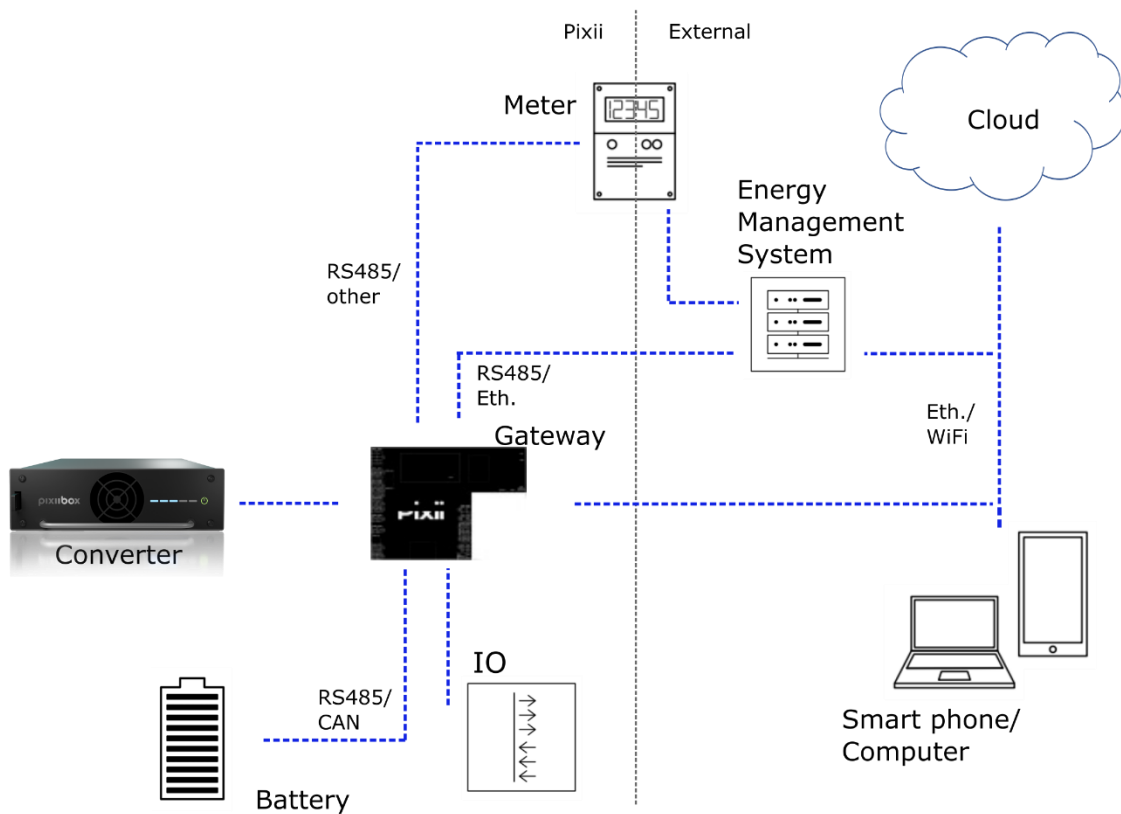 Pixii
External
Meter
12345
Cloud
Energy
Management
System
RS485/
other
RS485/
Eth.
Eth./
WiFi
Gateway
pixiibox
PIXII
Converter
IO
RS485/
CAN
Smart phone/
Computer
Battery